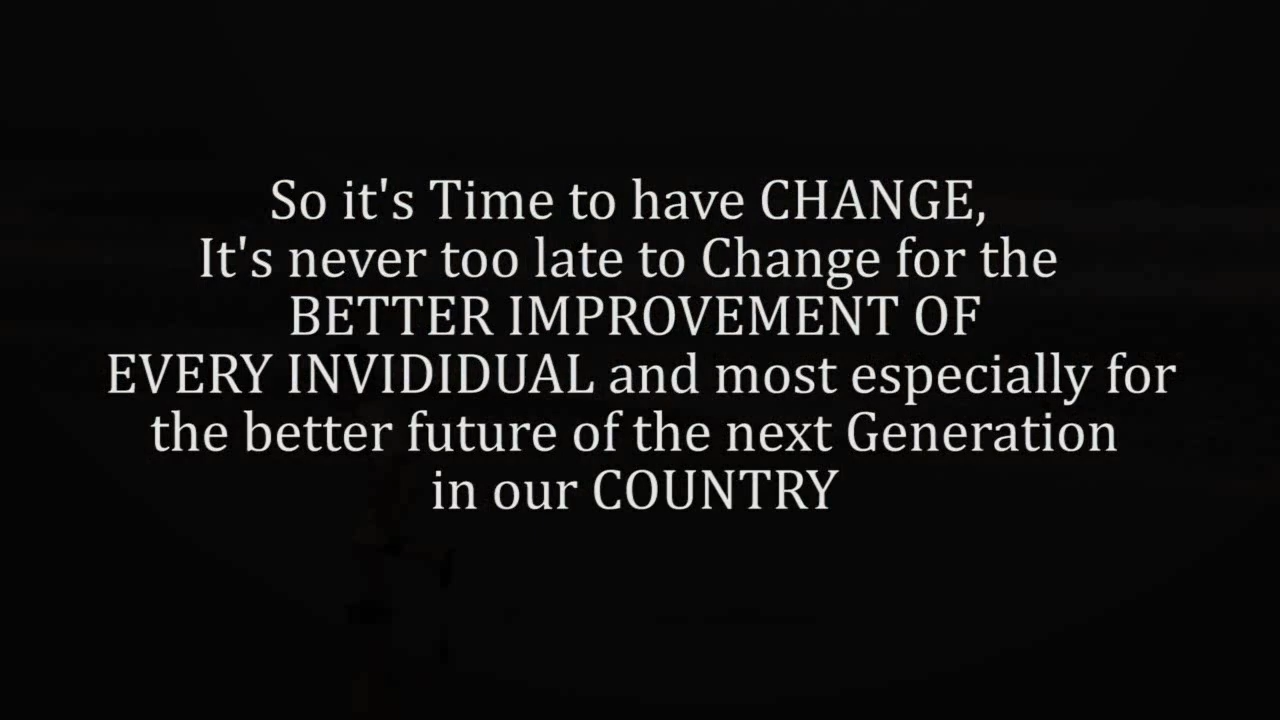 So it's Time to have CHANGE,
It's never too late to Change for the
BETTER IMPROVEMENT OF
EVERY INVIDIDUAL and most especially for
the better future of the next Generation
in our COUNTRY